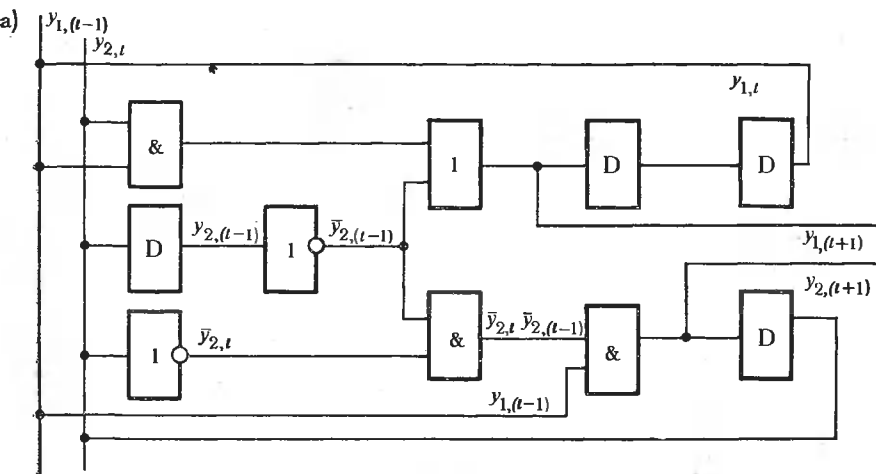 a)
y₁,(t−1)
y₂,t
y₁,t
&
1
D
D
D
y₂,(t−1)
1
ȳ₂,(t−1)
y₁,(t+1)
y₂,(t+1)
1
ȳ₂,t
&
ȳ₂,t ȳ₂,(t−1)
&
D
y₁,(t−1)